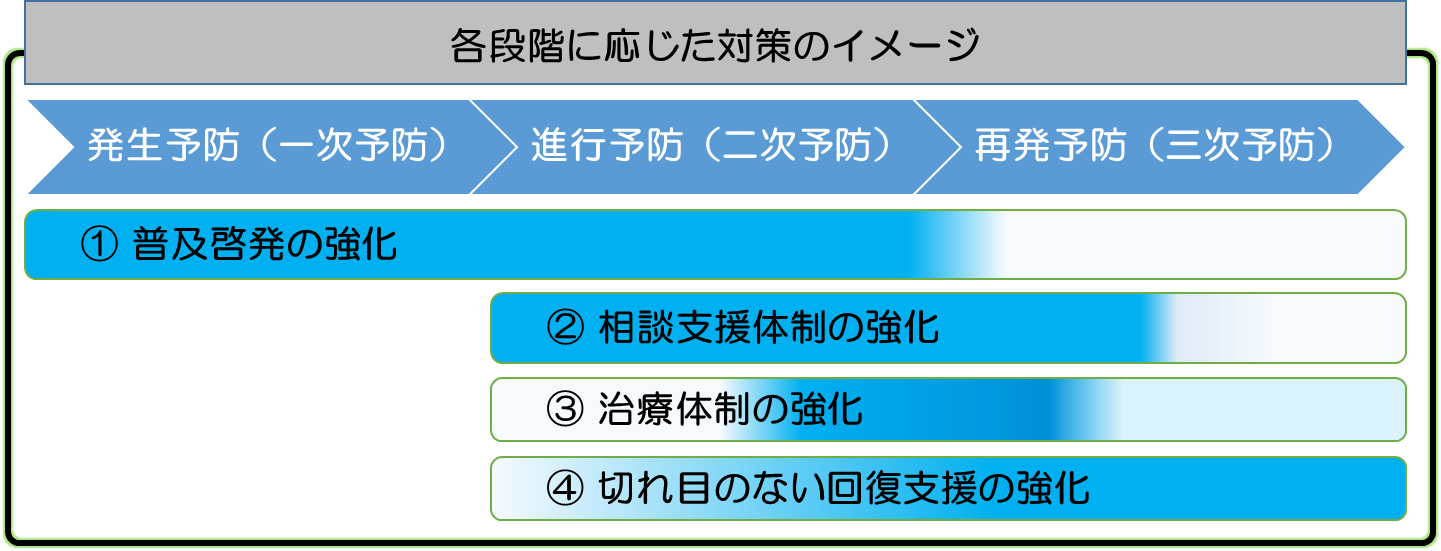 各段階に応じた対策のイメージ
発生予防（一次予防）
進行予防（二次予防）
再発予防（三次予防）
① 普及啓発の強化
② 相談支援体制の強化
③ 治療体制の強化
④ 切れ目のない回復支援の強化